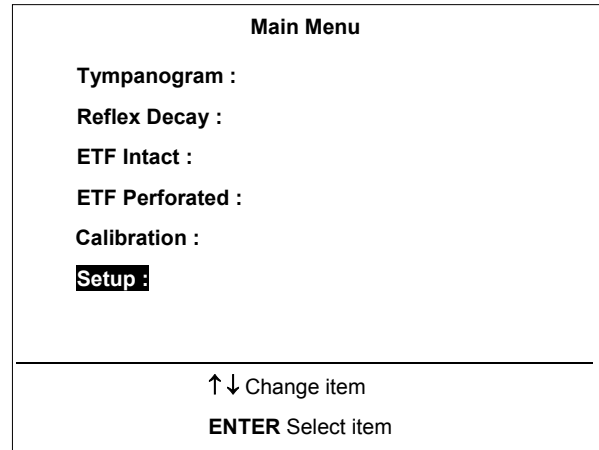 Main Menu
Tympanogram :
Reflex Decay :
ETF Intact :
ETF Perforated :
Calibration :
Setup :
↑↓ Change item
ENTER Select item